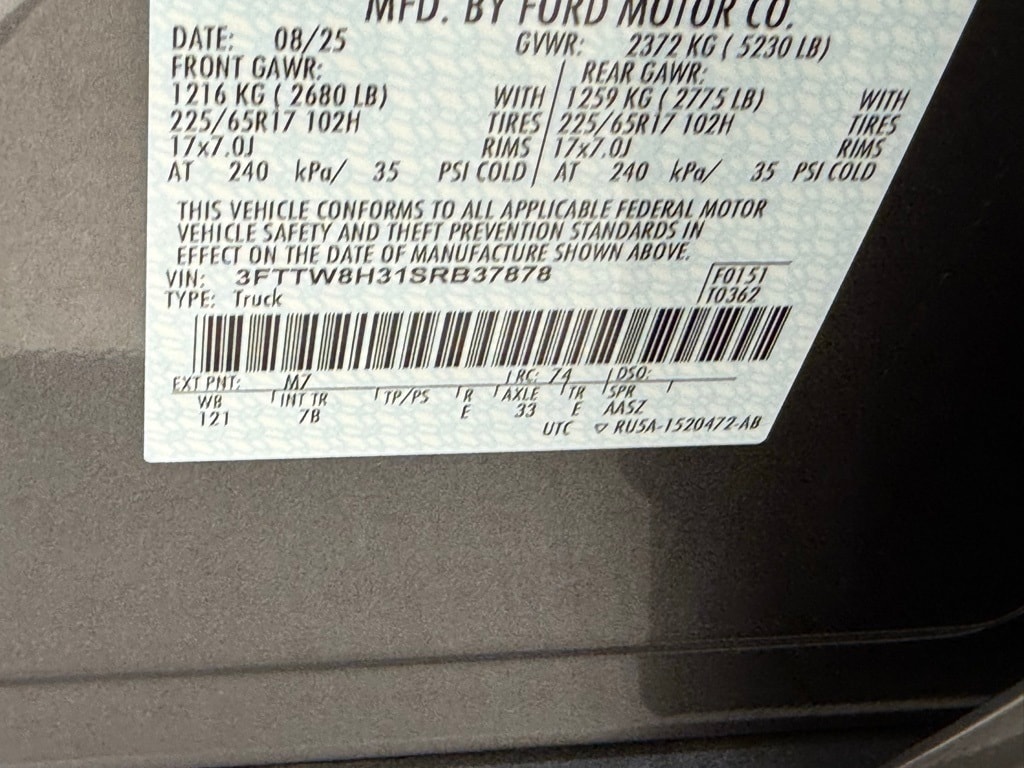 MFD. BY FORD MOTOR CO.
DATE: 08/25 GVWR: 2372 KG ( 5230 LB)
FRONT GAWR: REAR GAWR:
1216 KG ( 2680 LB) WITH 1259 KG ( 2775 LB) WITH
225/65R17 102H TIRES 225/65R17 102H TIRES
17x7.0J RIMS 17x7.0J RIMS
AT 240 kPa/ 35 PSI COLD AT 240 kPa/ 35 PSI COLD
THIS VEHICLE CONFORMS TO ALL APPLICABLE FEDERAL MOTOR
VEHICLE SAFETY AND THEFT PREVENTION STANDARDS IN
EFFECT ON THE DATE OF MANUFACTURE SHOWN ABOVE.
VIN: 3FTTW8H31SRB37878 F0151
TYPE: Truck T0362
EXT PNT: M7 RC: 74 DSO:
WB INT TR TP/PS R AXLE TR SPR
121 7B E 33 E AASZ
UTC ▽ RU5A-1520472-AB